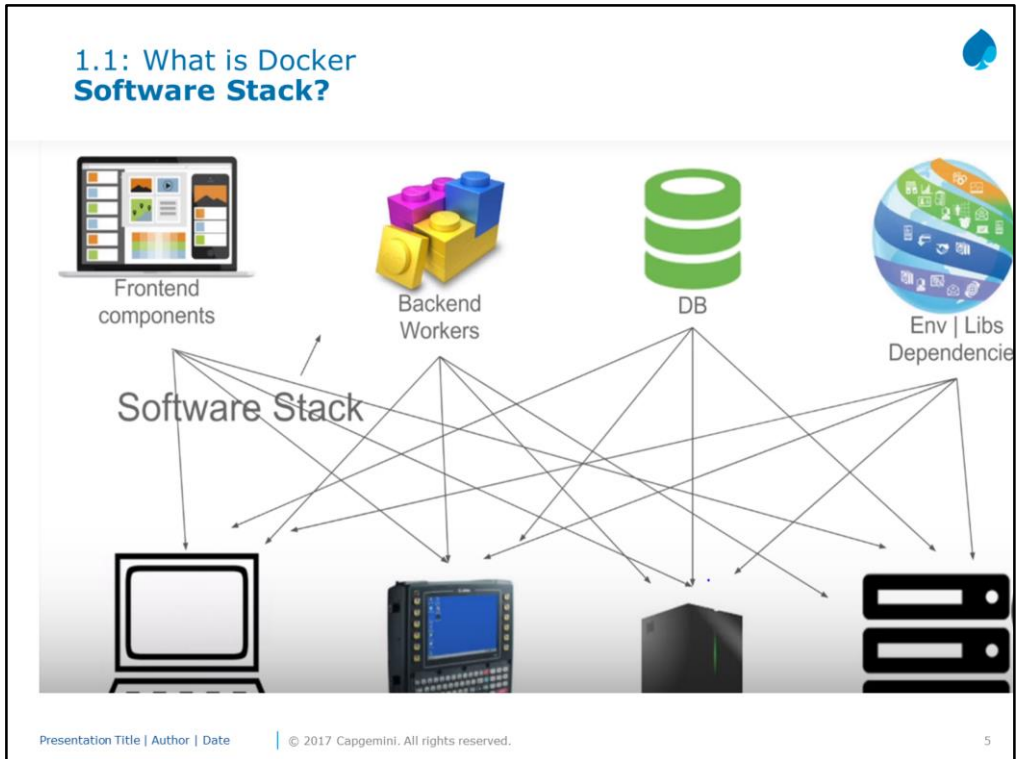 1.1: What is Docker
Software Stack?
Frontend
components
Backend
Workers
DB
Env | Libs
Dependencie
Software Stack
Presentation Title | Author | Date
© 2017 Capgemini. All rights reserved.
5